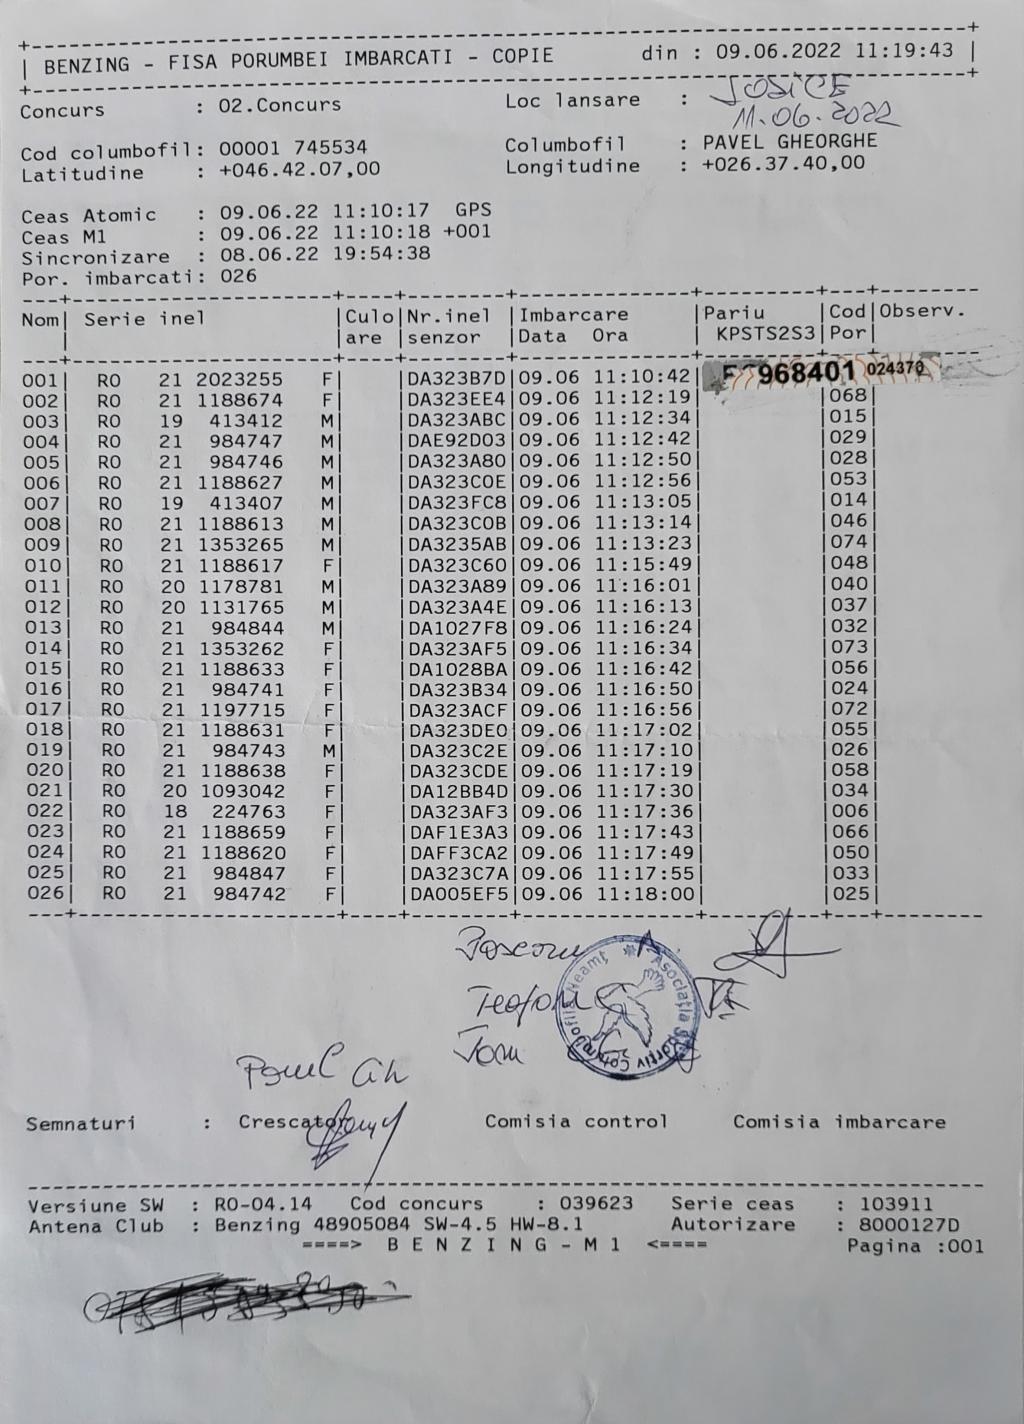 +----------------------------------------------------------------------------+
| BENZING - FISA PORUMBEI IMBARCATI - COPIE din : 09.06.2022 11:19:43 |
+----------------------------------------------------------------------------+
Concurs : 02.Concurs Loc lansare : JOSICE
11.06.2022
Cod columbofil: 00001 745534 Columbofil : PAVEL GHEORGHE
Latitudine : +046.42.07,00 Longitudine : +026.37.40,00
Ceas Atomic : 09.06.22 11:10:17 GPS
Ceas M1 : 09.06.22 11:10:18 +001
Sincronizare : 08.06.22 19:54:38
Por. imbarcati: 026
Nom| Serie inel |Culo|Nr.inel |Imbarcare |Pariu |Cod|Observ.
| |are |senzor |Data Ora | KPSTS2S3|Por|
001| RO 21 2023255 F| |DA323B7D|09.06 11:10:42| 968401 024370
002| RO 21 1188674 F| |DA323EE4|09.06 11:12:19| |068|
003| RO 19 413412 M| |DA323ABC|09.06 11:12:34| |015|
004| RO 21 984747 M| |DAE92D03|09.06 11:12:42| |029|
005| RO 21 984746 M| |DA323A80|09.06 11:12:50| |028|
006| RO 21 1188627 M| |DA323C0E|09.06 11:12:56| |053|
007| RO 19 413407 M| |DA323FC8|09.06 11:13:05| |014|
008| RO 21 1188613 M| |DA323C0B|09.06 11:13:14| |046|
009| RO 21 1353265 M| |DA3235AB|09.06 11:13:23| |074|
010| RO 21 1188617 F| |DA323C60|09.06 11:15:49| |048|
011| RO 20 1178781 M| |DA323A89|09.06 11:16:01| |040|
012| RO 20 1131765 M| |DA323A4E|09.06 11:16:13| |037|
013| RO 21 984844 M| |DA1027F8|09.06 11:16:24| |032|
014| RO 21 1353262 F| |DA323AF5|09.06 11:16:34| |073|
015| RO 21 1188633 F| |DA1028BA|09.06 11:16:42| |056|
016| RO 21 984741 F| |DA323B34|09.06 11:16:50| |024|
017| RO 21 1197715 F| |DA323ACF|09.06 11:16:56| |072|
018| RO 21 1188631 F| |DA323DE0|09.06 11:17:02| |055|
019| RO 21 984743 M| |DA323C2E|09.06 11:17:10| |026|
020| RO 21 1188638 F| |DA323CDE|09.06 11:17:19| |058|
021| RO 20 1093042 F| |DA12BB4D|09.06 11:17:30| |034|
022| RO 18 224763 F| |DA323AF3|09.06 11:17:36| |006|
023| RO 21 1188659 F| |DAF1E3A3|09.06 11:17:43| |066|
024| RO 21 1188620 F| |DAFF3CA2|09.06 11:17:49| |050|
025| RO 21 984847 F| |DA323C7A|09.06 11:17:55| |033|
026| RO 21 984742 F| |DA005EF5|09.06 11:18:00| |025|
Asociația Columbofilă Neamț
Semnaturi : Crescator Comisia control Comisia imbarcare
Versiune SW : RO-04.14 Cod concurs : 039623 Serie ceas : 103911
Antena Club : Benzing 48905084 SW-4.5 HW-8.1 Autorizare : 8000127D
====> B E N Z I N G - M 1 <==== Pagina :001